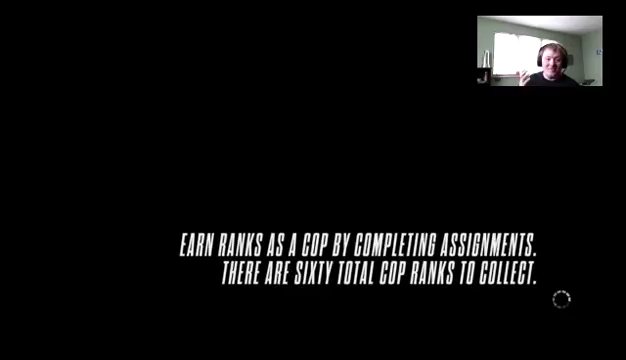 EARN RANKS AS A COP BY COMPLETING ASSIGNMENTS.
THERE ARE SIXTY TOTAL COP RANKS TO COLLECT.